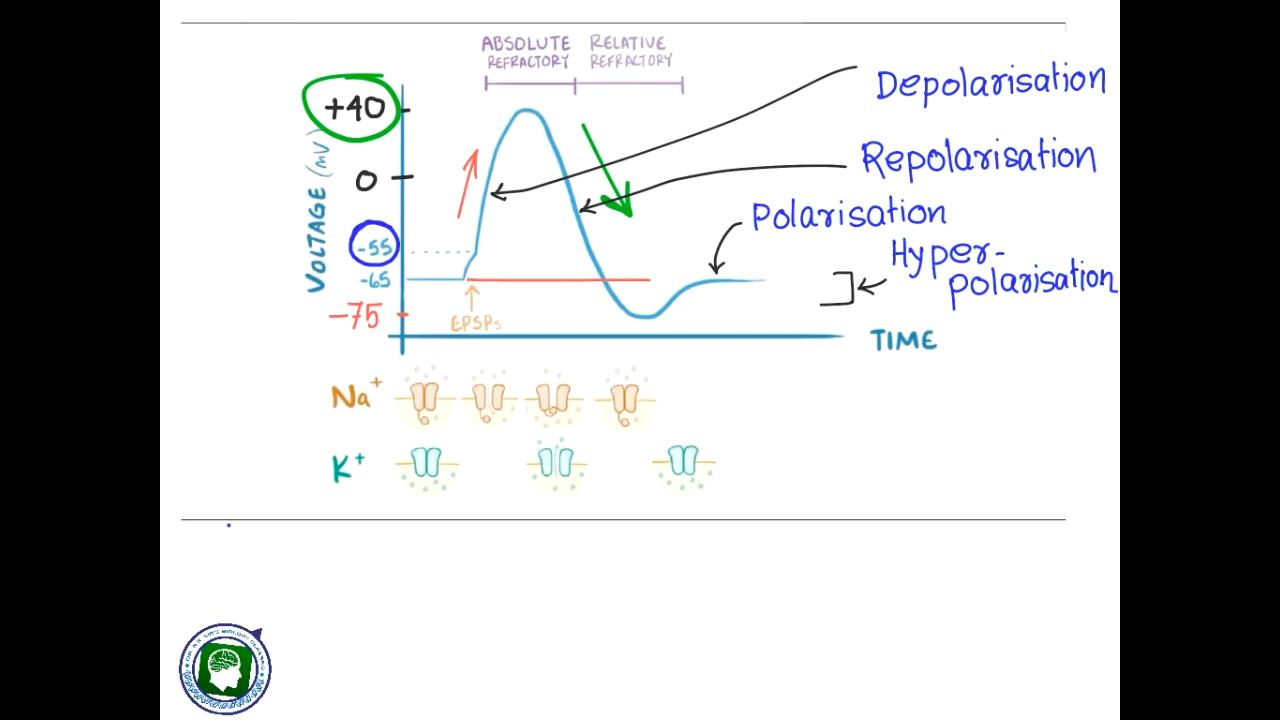 ABSOLUTE REFRACTORY
RELATIVE REFRACTORY
+40
0
-55
-65
-75
VOLTAGE (mV)
EPSPs
TIME
Depolarisation
Repolarisation
Polarisation
Hyper-
polarisation
Na+
K+